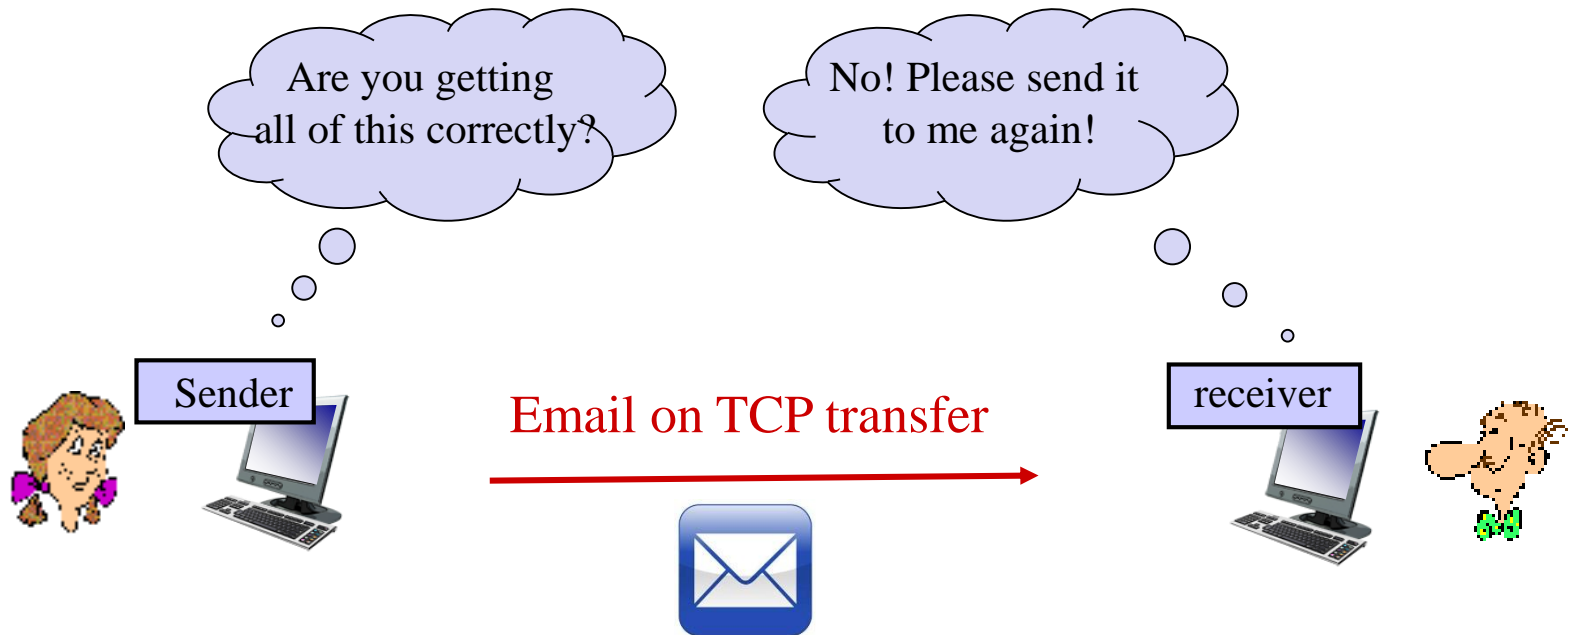 Are you getting
all of this correctly?
No! Please send it
to me again!
Sender
receiver
Email on TCP transfer